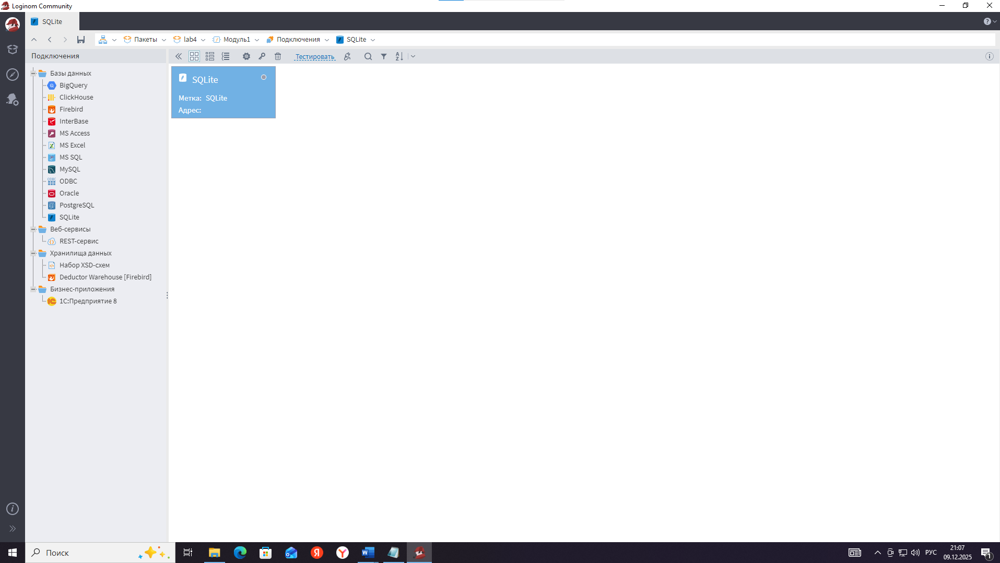 Loginom Community
SQLite
Пакеты
lab4
Модуль1
Подключения
SQLite
Подключения
Тестировать
Базы данных
BigQuery
ClickHouse
Firebird
InterBase
MS Access
MS Excel
MS SQL
MySQL
ODBC
Oracle
PostgreSQL
SQLite
Веб-сервисы
REST-сервис
Хранилища данных
Набор XSD-схем
Deductor Warehouse [Firebird]
Бизнес-приложения
1С:Предприятие 8
SQLite
Метка: SQLite
Адрес:
Поиск
РУС
21:07
09.12.2025
1